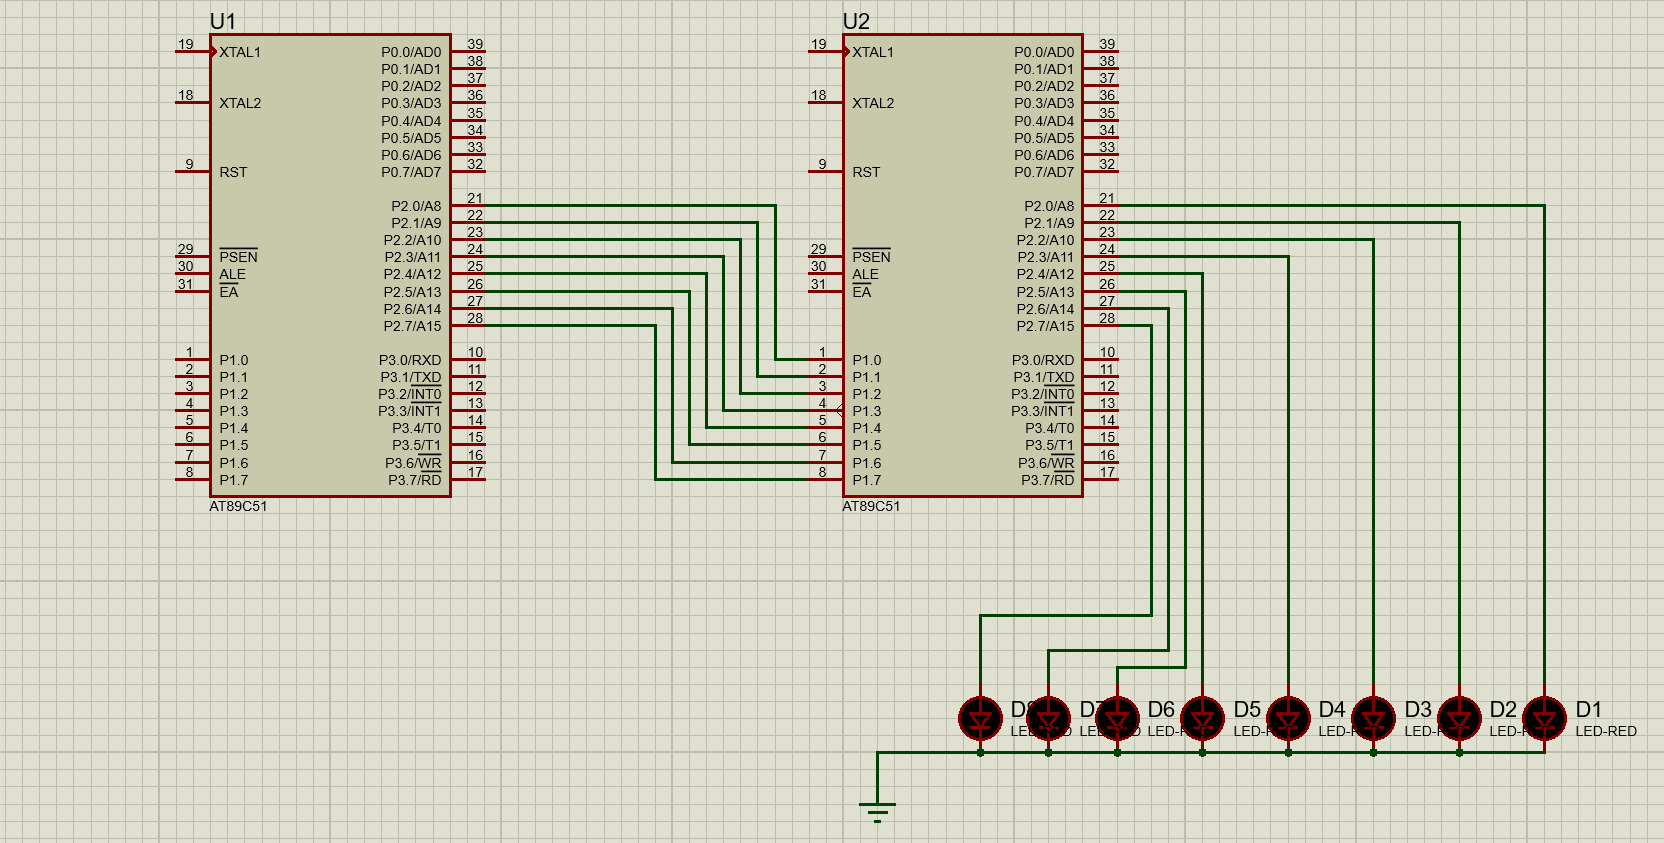 U1
19 XTAL1 P0.0/AD0 39
P0.1/AD1 38
P0.2/AD2 37
18 XTAL2 P0.3/AD3 36
P0.4/AD4 35
P0.5/AD5 34
P0.6/AD6 33
9 RST P0.7/AD7 32
P2.0/A8 21
P2.1/A9 22
P2.2/A10 23
29 PSEN P2.3/A11 24
30 ALE P2.4/A12 25
31 EA P2.5/A13 26
P2.6/A14 27
P2.7/A15 28
1 P1.0 P3.0/RXD 10
2 P1.1 P3.1/TXD 11
3 P1.2 P3.2/INT0 12
4 P1.3 P3.3/INT1 13
5 P1.4 P3.4/T0 14
6 P1.5 P3.5/T1 15
7 P1.6 P3.6/WR 16
8 P1.7 P3.7/RD 17
AT89C51
U2
19 XTAL1 P0.0/AD0 39
P0.1/AD1 38
P0.2/AD2 37
18 XTAL2 P0.3/AD3 36
P0.4/AD4 35
P0.5/AD5 34
P0.6/AD6 33
9 RST P0.7/AD7 32
P2.0/A8 21
P2.1/A9 22
P2.2/A10 23
29 PSEN P2.3/A11 24
30 ALE P2.4/A12 25
31 EA P2.5/A13 26
P2.6/A14 27
P2.7/A15 28
1 P1.0 P3.0/RXD 10
2 P1.1 P3.1/TXD 11
3 P1.2 P3.2/INT0 12
4 P1.3 P3.3/INT1 13
5 P1.4 P3.4/T0 14
6 P1.5 P3.5/T1 15
7 P1.6 P3.6/WR 16
8 P1.7 P3.7/RD 17
AT89C51
D8 D7 D6 D5 D4 D3 D2 D1
LED-RED